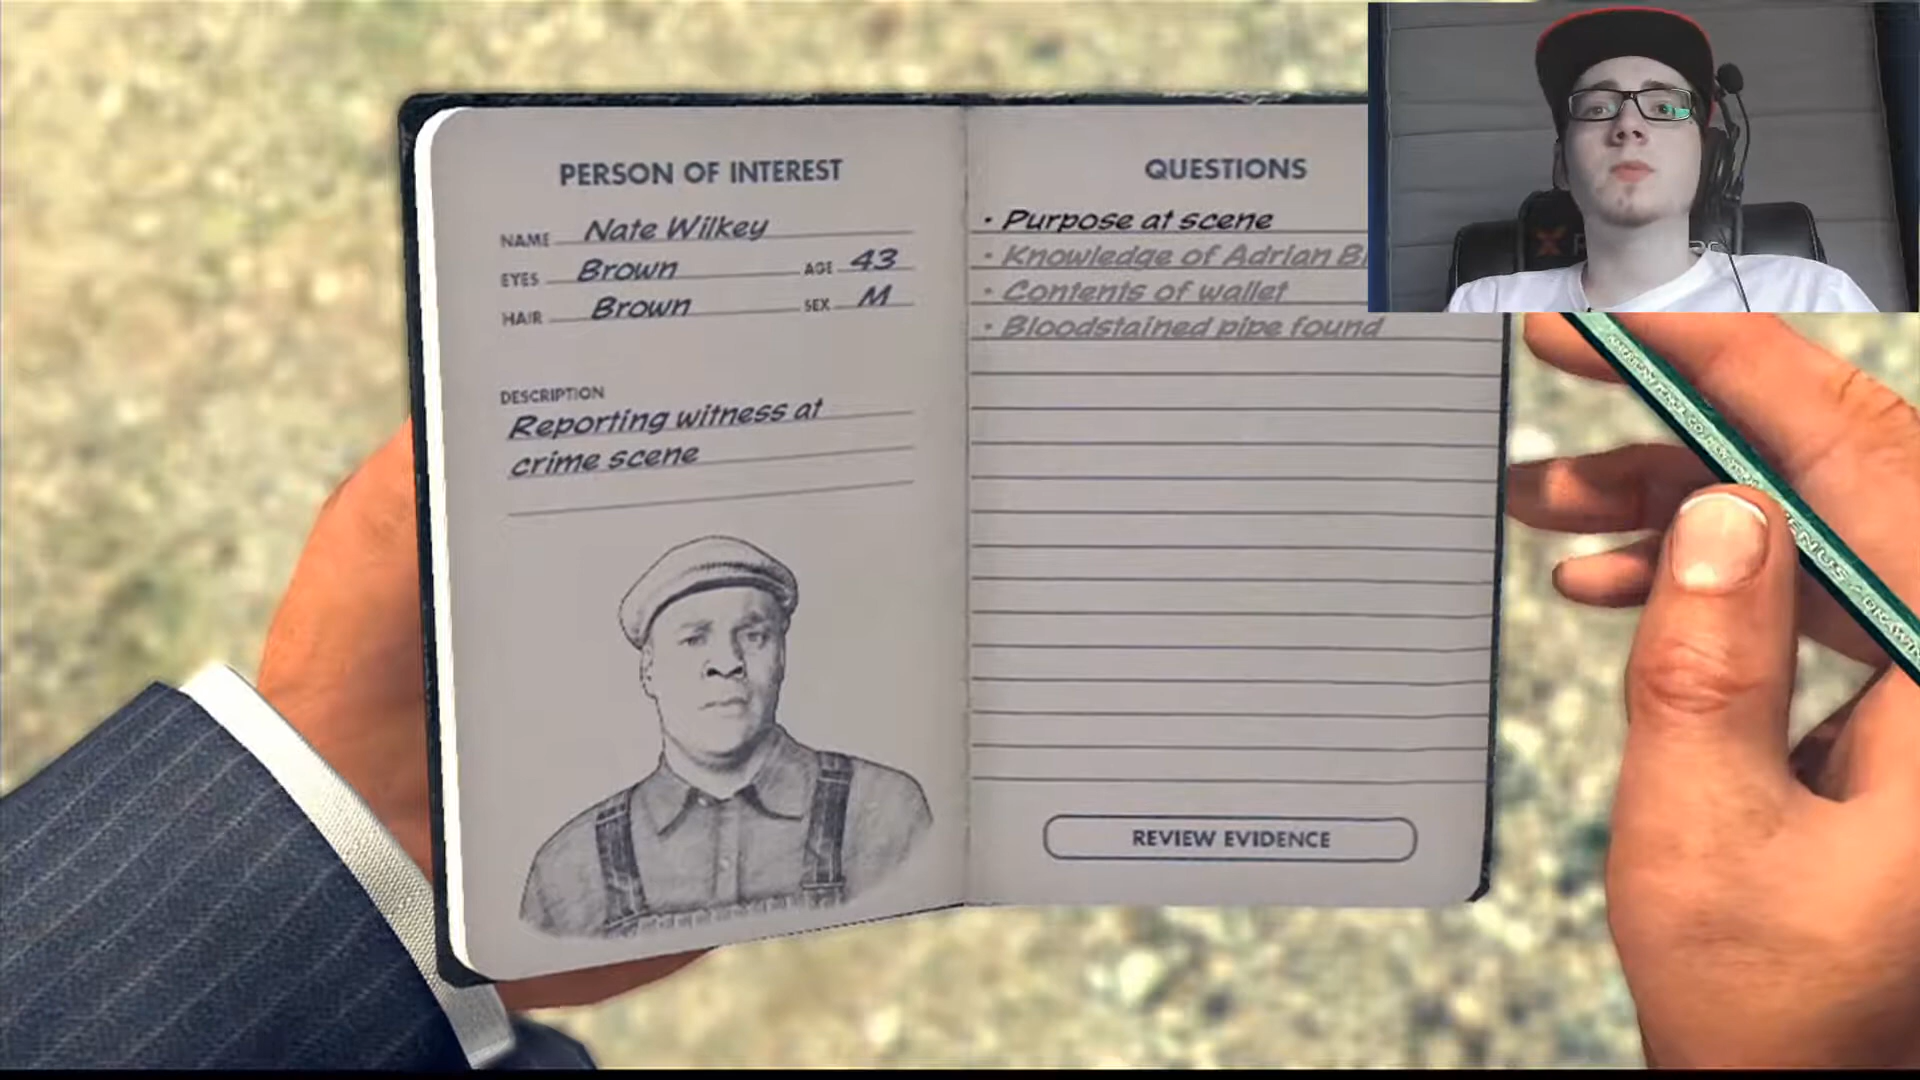 PERSON OF INTEREST
NAME Nate Wilkey
EYES Brown AGE 43
HAIR Brown SEX M
DESCRIPTION
Reporting witness at
crime scene
QUESTIONS
• Purpose at scene
• Knowledge of Adrian
• Contents of wallet
• Bloodstained pipe found
REVIEW EVIDENCE
VENUS